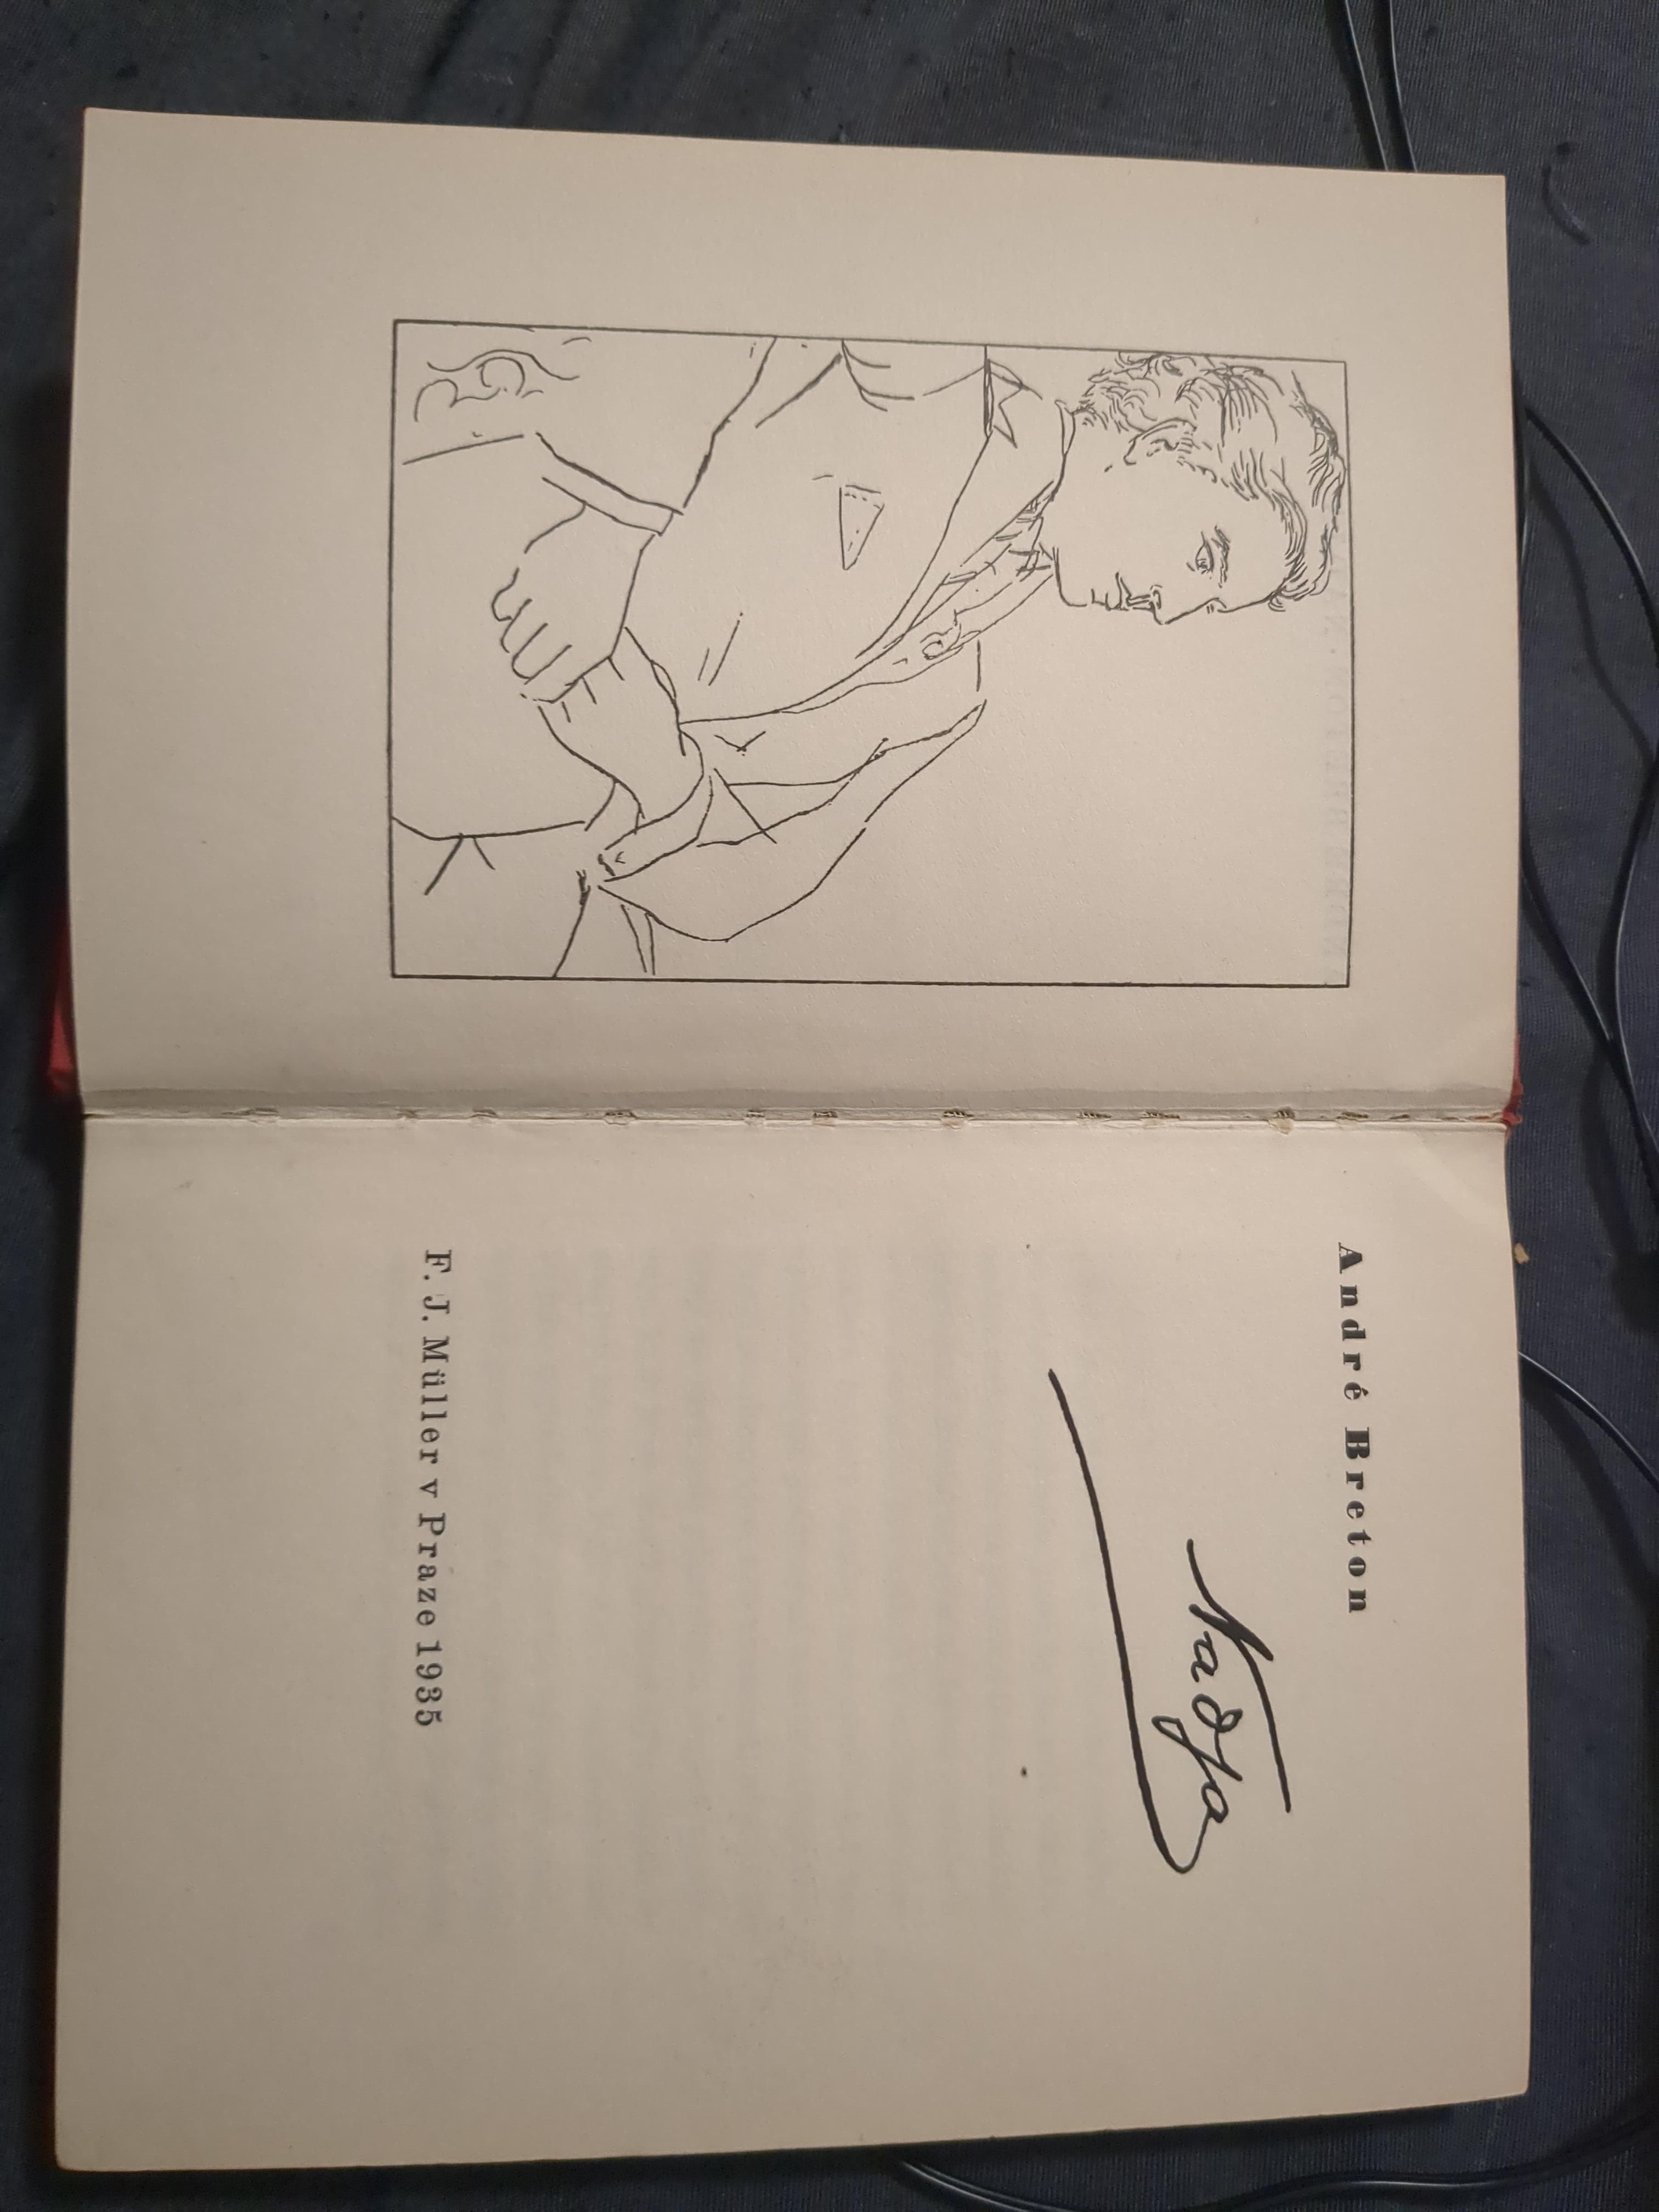 André Breton
Nadja
F. J. Müller v Praze 1935